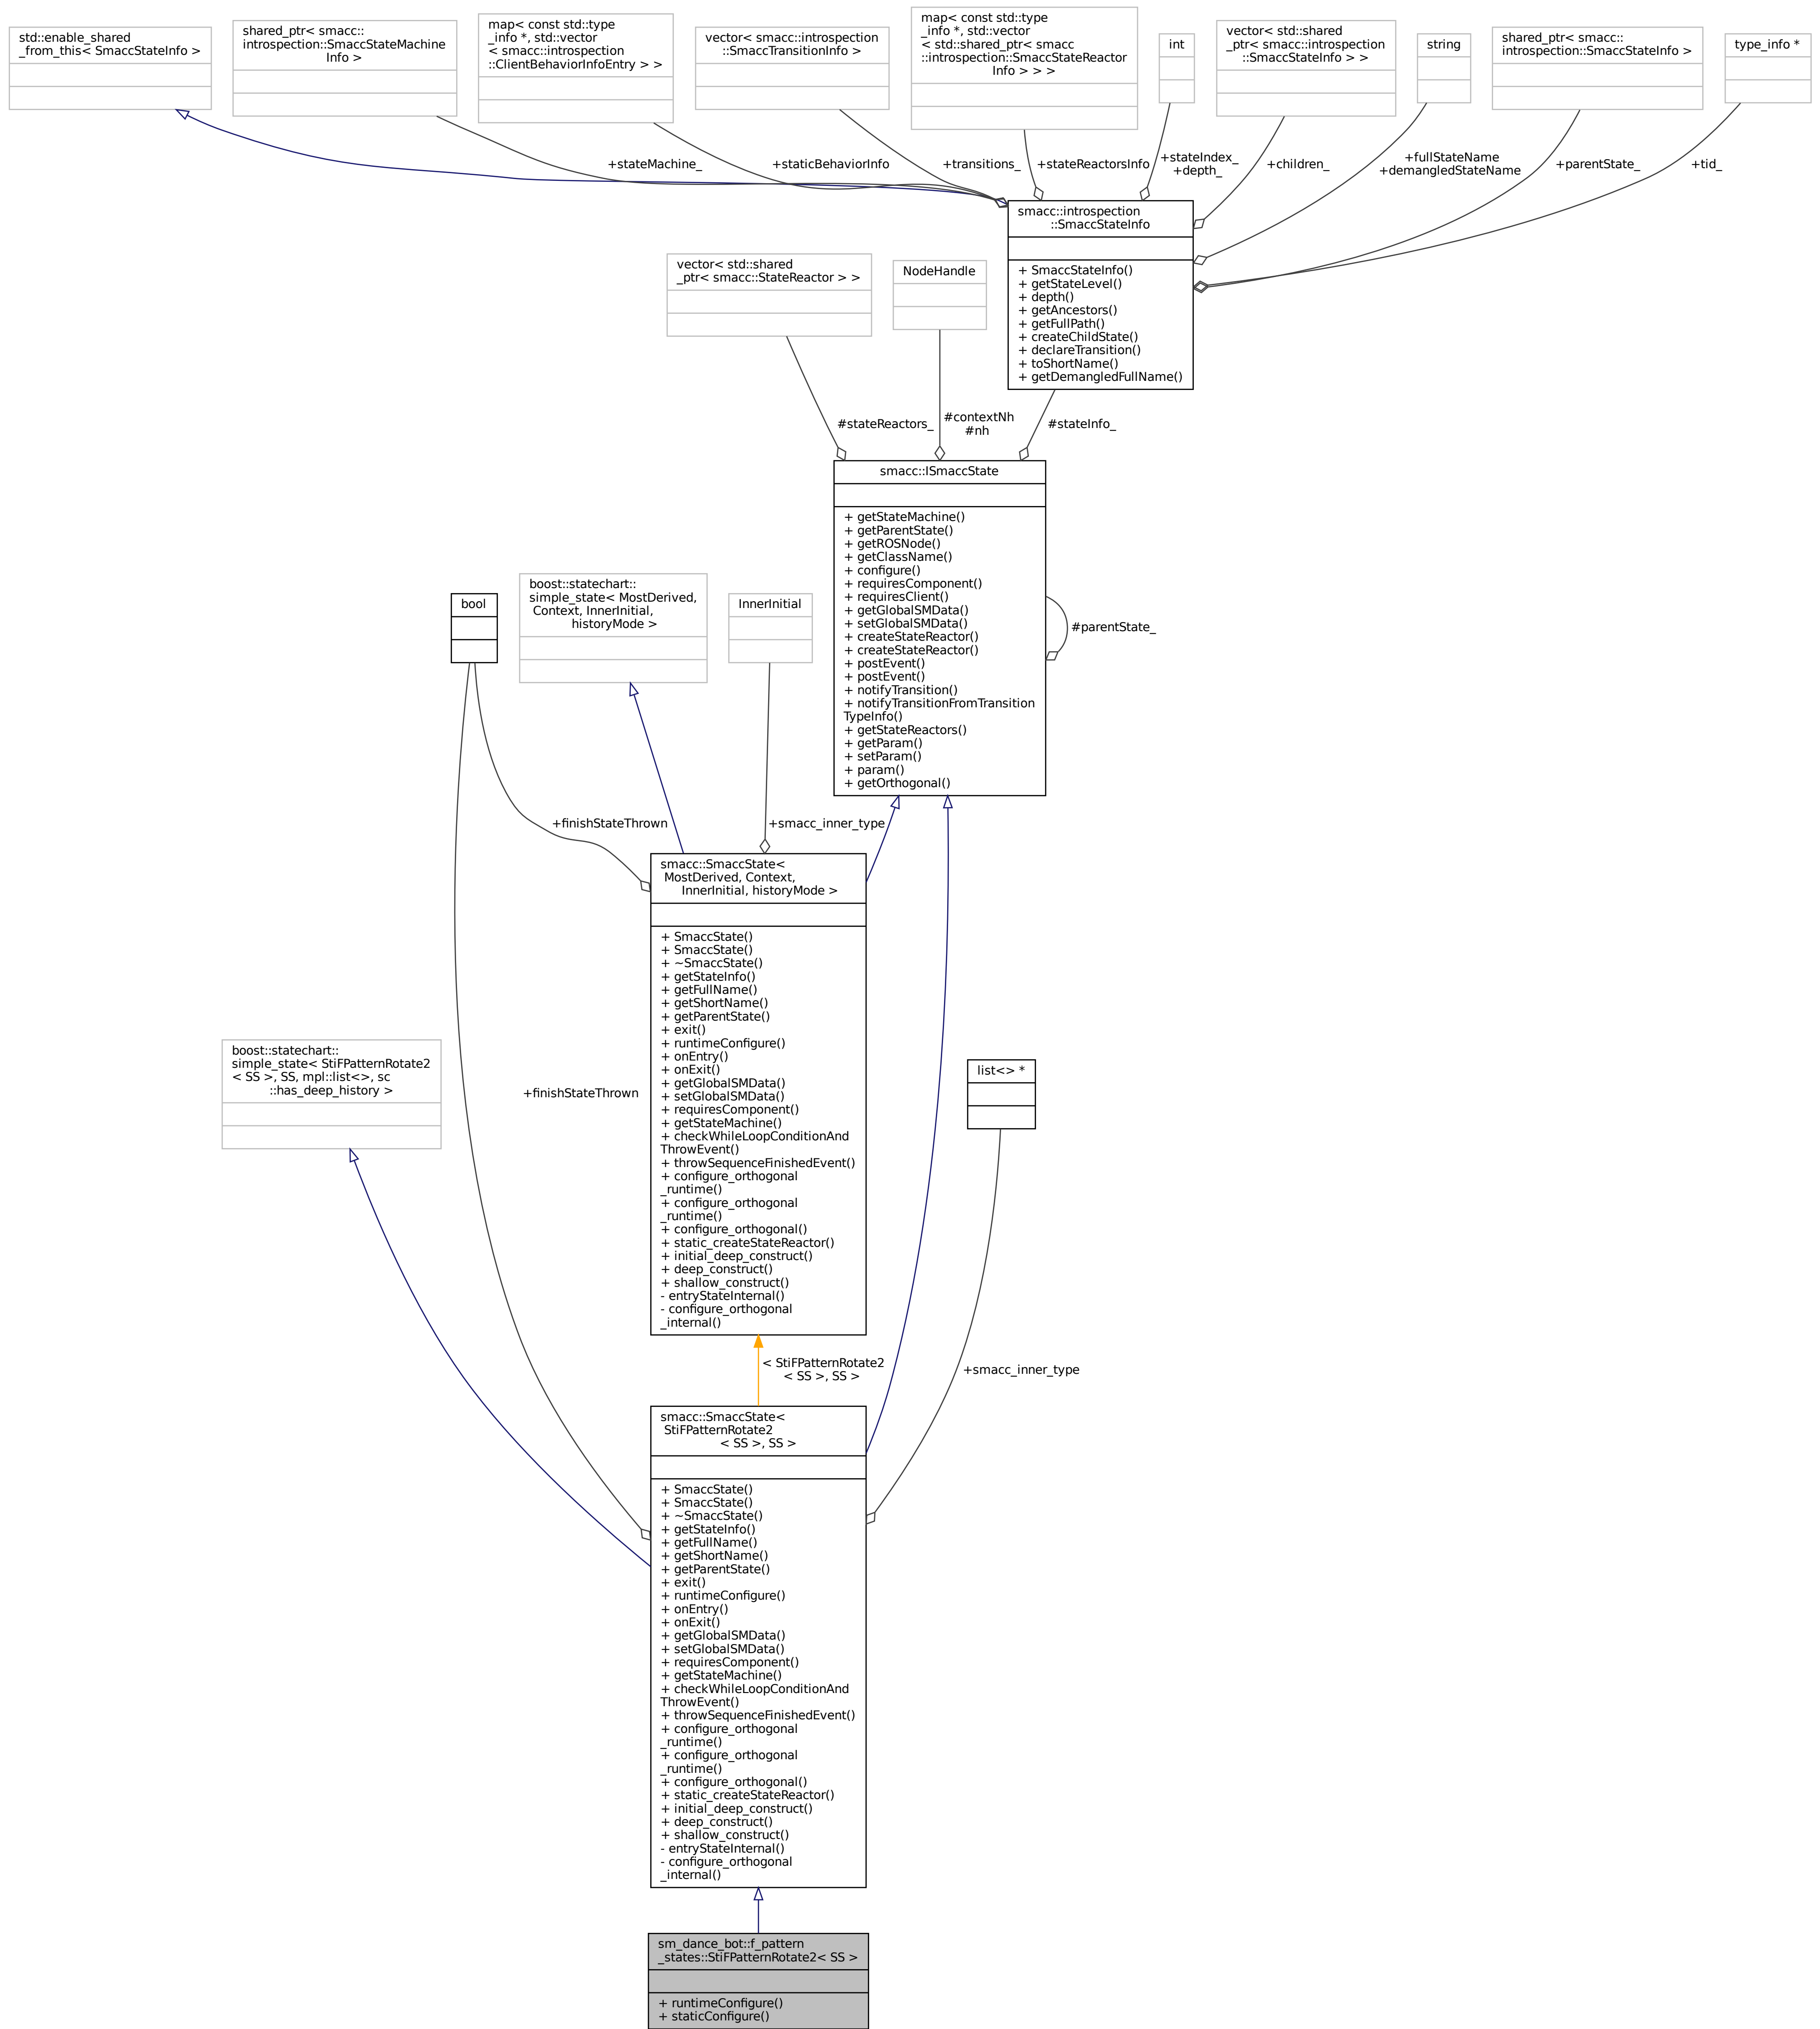 std::enable_shared
_from_this< SmaccStateInfo >
shared_ptr< smacc::
introspection::SmaccStateMachine
Info >
map< const std::type
_info *, std::vector
< smacc::introspection
::ClientBehaviorInfoEntry > >
vector< smacc::introspection
::SmaccTransitionInfo >
map< const std::type
_info *, std::vector
< std::shared_ptr< smacc
::introspection::SmaccStateReactor
Info > > >
int
vector< std::shared
_ptr< smacc::introspection
::SmaccStateInfo > >
string
shared_ptr< smacc::
introspection::SmaccStateInfo >
type_info *
+stateMachine_
+staticBehaviorInfo
+transitions_
+stateReactorsInfo
+stateIndex_
+depth_
+children_
+fullStateName
+demangledStateName
+parentState_
+tid_
smacc::introspection
::SmaccStateInfo
+ SmaccStateInfo()
+ getStateLevel()
+ depth()
+ getAncestors()
+ getFullPath()
+ createChildState()
+ declareTransition()
+ toShortName()
+ getDemangledFullName()
vector< std::shared
_ptr< smacc::StateReactor > >
NodeHandle
#stateReactors_
#contextNh
#nh
#stateInfo_
smacc::ISmaccState
+ getStateMachine()
+ getParentState()
+ getROSNode()
+ getClassName()
+ configure()
+ requiresComponent()
+ requiresClient()
+ getGlobalSMData()
+ setGlobalSMData()
+ createStateReactor()
+ createStateReactor()
+ postEvent()
+ postEvent()
+ notifyTransition()
+ notifyTransitionFromTransition
TypeInfo()
+ getStateReactors()
+ getParam()
+ setParam()
+ param()
+ getOrthogonal()
#parentState_
bool
boost::statechart::
simple_state< MostDerived,
Context, InnerInitial,
historyMode >
InnerInitial
+finishStateThrown
+smacc_inner_type
smacc::SmaccState<
MostDerived, Context,
InnerInitial, historyMode >
+ SmaccState()
+ SmaccState()
+ ~SmaccState()
+ getStateInfo()
+ getFullName()
+ getShortName()
+ getParentState()
+ exit()
+ runtimeConfigure()
+ onEntry()
+ onExit()
+ getGlobalSMData()
+ setGlobalSMData()
+ requiresComponent()
+ getStateMachine()
+ checkWhileLoopConditionAnd
ThrowEvent()
+ throwSequenceFinishedEvent()
+ configure_orthogonal
_runtime()
+ configure_orthogonal
_runtime()
+ configure_orthogonal()
+ static_createStateReactor()
+ initial_deep_construct()
+ deep_construct()
+ shallow_construct()
- entryStateInternal()
- configure_orthogonal
_internal()
boost::statechart::
simple_state< StiFPatternRotate2
< SS >, SS, mpl::list<>, sc
::has_deep_history >
+finishStateThrown
list<> *
< StiFPatternRotate2
< SS >, SS >
+smacc_inner_type
smacc::SmaccState<
StiFPatternRotate2
< SS >, SS >
+ SmaccState()
+ SmaccState()
+ ~SmaccState()
+ getStateInfo()
+ getFullName()
+ getShortName()
+ getParentState()
+ exit()
+ runtimeConfigure()
+ onEntry()
+ onExit()
+ getGlobalSMData()
+ setGlobalSMData()
+ requiresComponent()
+ getStateMachine()
+ checkWhileLoopConditionAnd
ThrowEvent()
+ throwSequenceFinishedEvent()
+ configure_orthogonal
_runtime()
+ configure_orthogonal
_runtime()
+ configure_orthogonal()
+ static_createStateReactor()
+ initial_deep_construct()
+ deep_construct()
+ shallow_construct()
- entryStateInternal()
- configure_orthogonal
_internal()
sm_dance_bot::f_pattern
_states::StiFPatternRotate2< SS >
+ runtimeConfigure()
+ staticConfigure()